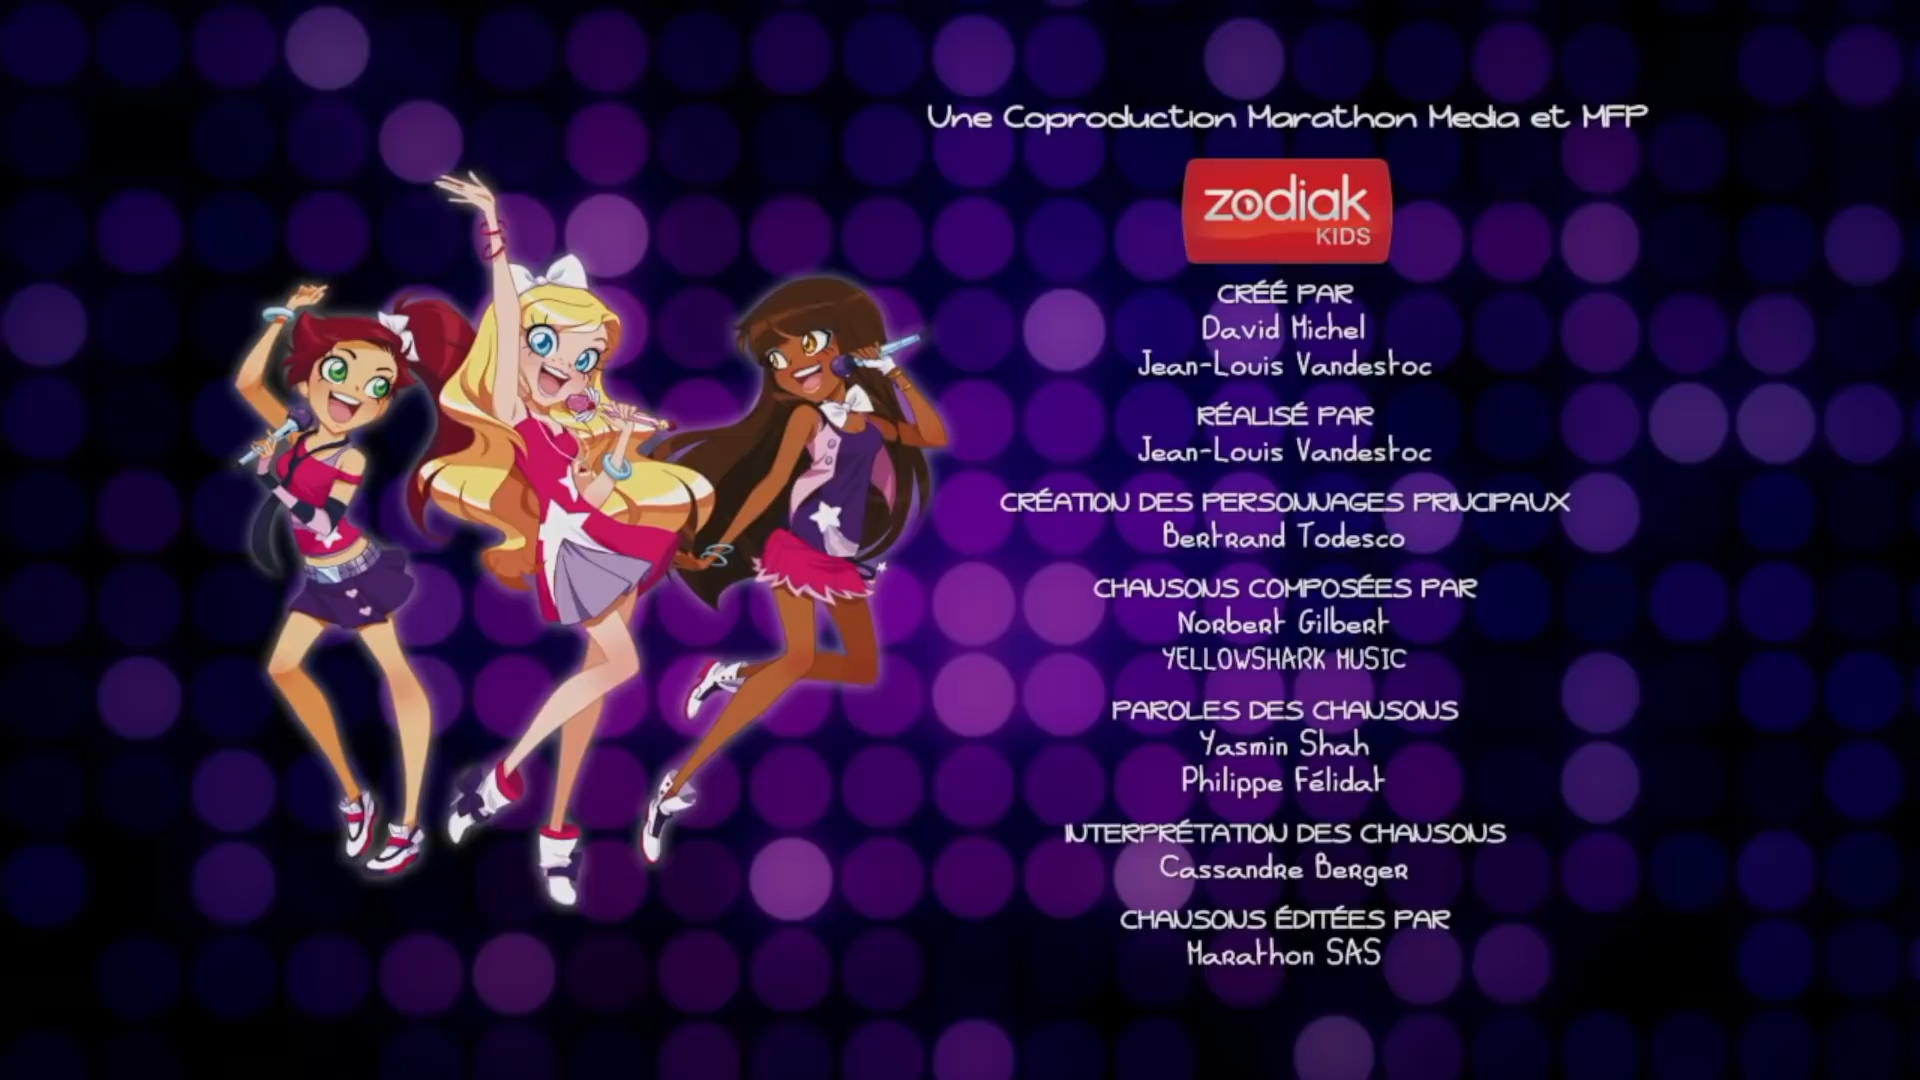 Une Coproduction Marathon Media et MFP
zodiak
KIDS
CRÉÉ PAR
David Michel
Jean-Louis Vandestoc
RÉALISÉ PAR
Jean-Louis Vandestoc
CRÉATION DES PERSONNAGES PRINCIPAUX
Bertrand Todesco
CHANSONS COMPOSÉES PAR
Norbert Gilbert
YELLOWSHARK MUSIC
PAROLES DES CHANSONS
Yasmin Shah
Philippe Félidat
INTERPRÉTATION DES CHANSONS
Cassandre Berger
CHANSONS ÉDITÉES PAR
Marathon SAS